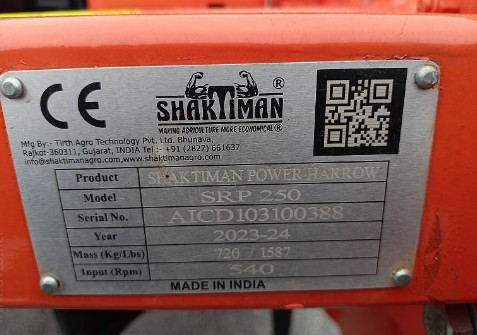 CE
SHAKTIMAN®
MAKING AGRICULTURE MORE ECONOMICAL®
Mfg By:- Tirth Agro Technology Pvt. Ltd. Bhunava,
Rajkot-360311, Gujarat, INDIA Tel :- +91 (2827) 661637
info@shaktimanagro.com, www.shaktimanagro.com
Product SHAKTIMAN POWER HARROW
Model SRP 250
Serial No. AICD103100388
Year 2023-24
Mass (Kg/Lbs) 720 / 1587
Input (Rpm) 540
MADE IN INDIA